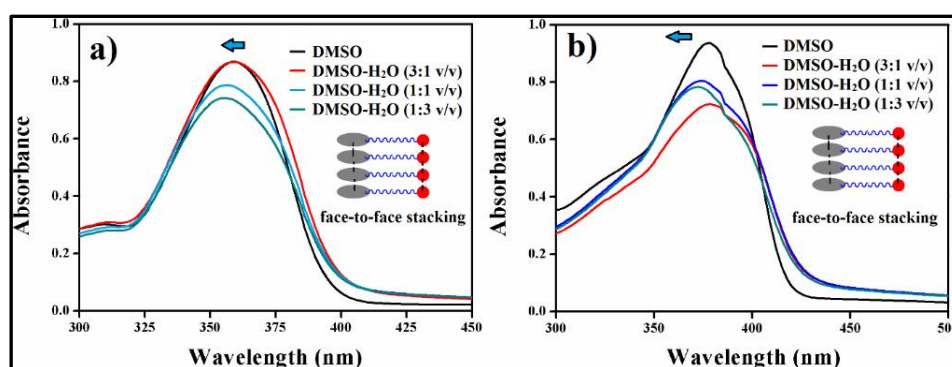 a)
DMSO
DMSO-H₂O (3:1 v/v)
DMSO-H₂O (1:1 v/v)
DMSO-H₂O (1:3 v/v)
face-to-face stacking
Absorbance
1.0
0.8
0.6
0.4
0.2
0.0
300 325 350 375 400 425 450
Wavelength (nm)
b)
DMSO
DMSO-H₂O (3:1 v/v)
DMSO-H₂O (1:1 v/v)
DMSO-H₂O (1:3 v/v)
face-to-face stacking
Absorbance
1.0
0.8
0.6
0.4
0.2
0.0
300 350 400 450 50
Wavelength (nm)